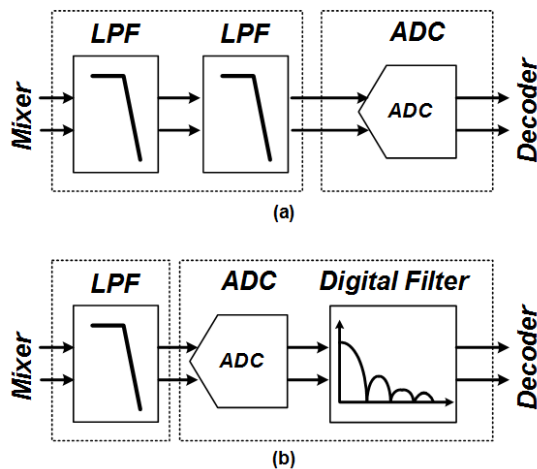 LPF
LPF
ADC
Mixer
ADC
Decoder
(a)
LPF
ADC
Digital Filter
Mixer
ADC
Decoder
(b)